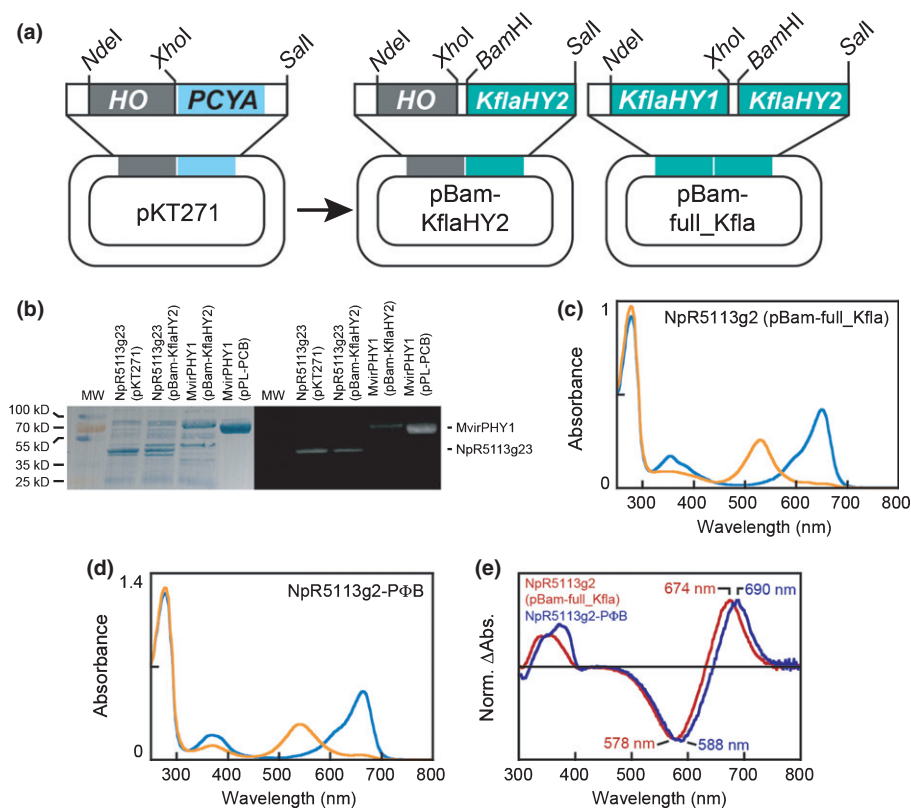 (a)
NdeI XhoI SalI
HO PCYA
pKT271
NdeI XhoI BamHI SalI
HO KflaHY2
pBam-
KflaHY2
NdeI XhoI BamHI SalI
KflaHY1 KflaHY2
pBam-
full_Kfla
(b)
MW
NpR5113g23
(pKT271)
NpR5113g23
(pBam-KflaHY2)
MvirPHY1
(pBam-KflaHY2)
MvirPHY1
(pPL-PCB)
MW
NpR5113g23
(pKT271)
NpR5113g23
(pBam-KflaHY2)
MvirPHY1
(pBam-KflaHY2)
MvirPHY1
(pPL-PCB)
100 kD
70 kD
55 kD
35 kD
25 kD
MvirPHY1
NpR5113g23
(c)
1
NpR5113g2 (pBam-full_Kfla)
Absorbance
0
300 400 500 600 700 800
Wavelength (nm)
(d)
1.4
NpR5113g2-PΦB
Absorbance
0
300 400 500 600 700 800
Wavelength (nm)
(e)
NpR5113g2
(pBam-full_Kfla)
NpR5113g2-PΦB
674 nm 690 nm
Norm. ΔAbs.
578 nm 588 nm
300 400 500 600 700 800
Wavelength (nm)